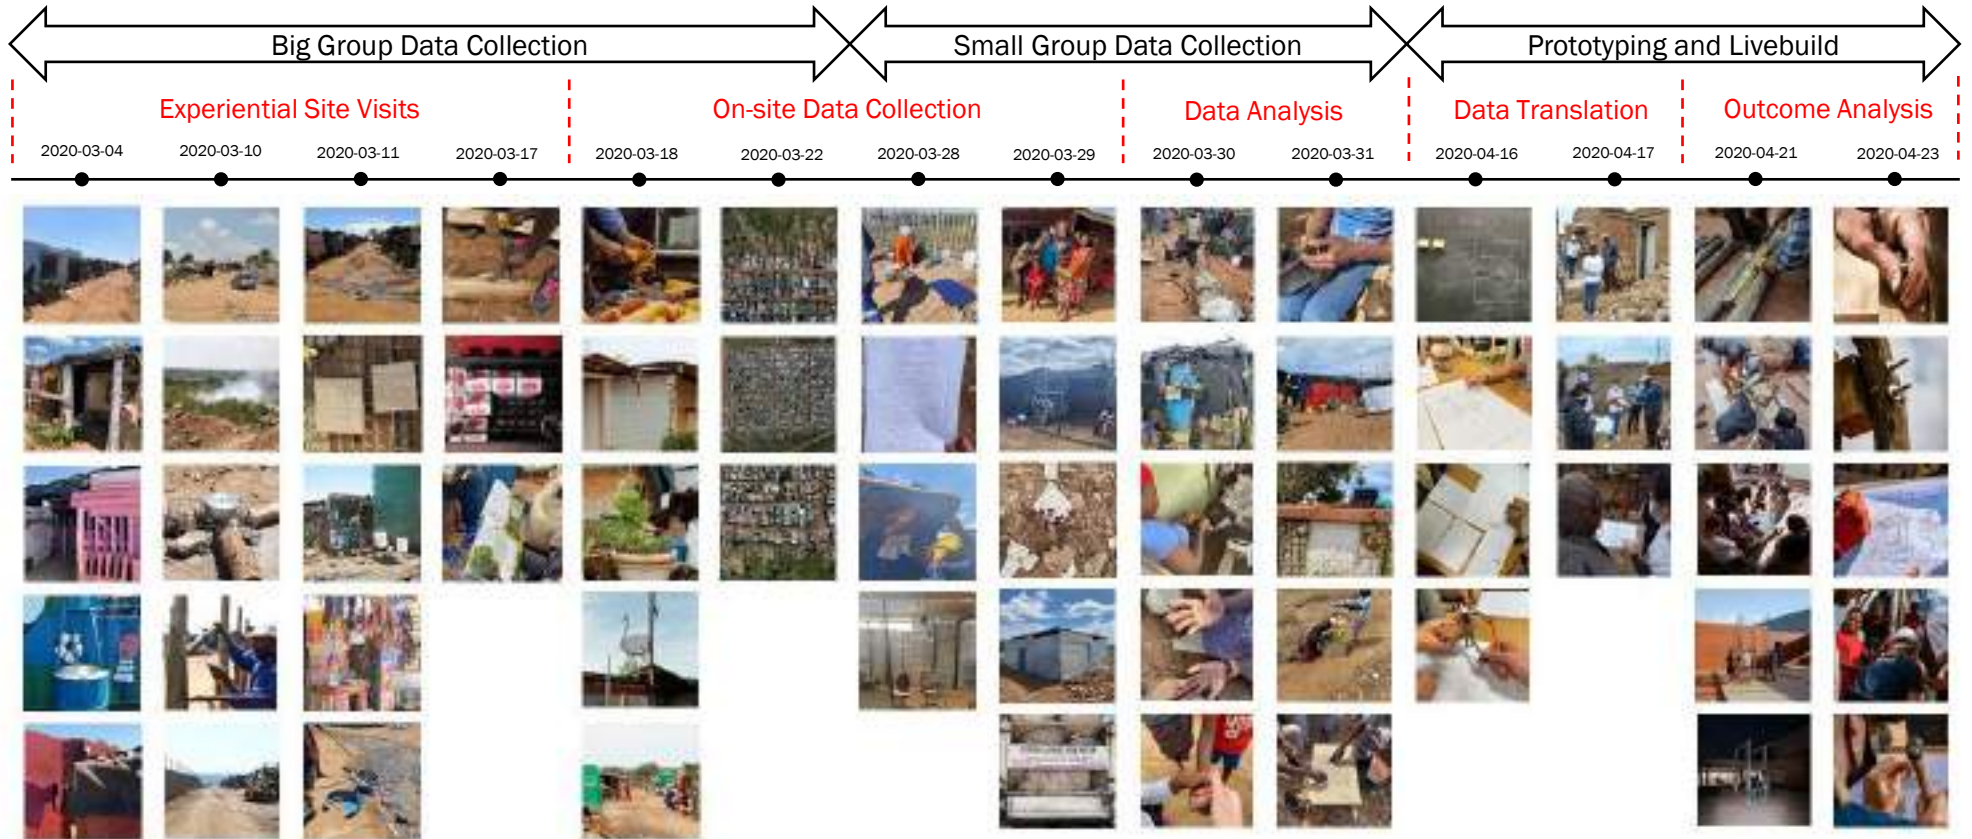 Big Group Data Collection
Small Group Data Collection
Prototyping and Livebuild
Experiential Site Visits
On-site Data Collection
Data Analysis
Data Translation
Outcome Analysis
2020-03-04
2020-03-10
2020-03-11
2020-03-17
2020-03-18
2020-03-22
2020-03-28
2020-03-29
2020-03-30
2020-03-31
2020-04-16
2020-04-17
2020-04-21
2020-04-23